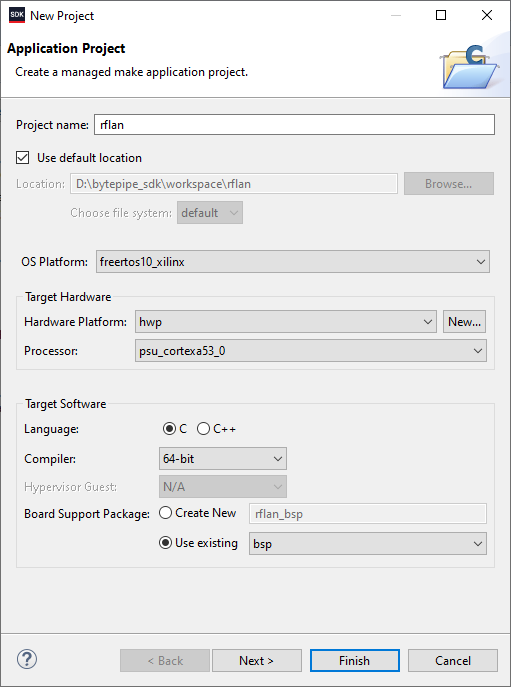 SDK New Project
Application Project
Create a managed make application project.
C
Project name: rflan
Use default location
Location: D:\bytepipe_sdk\workspace\rflan Browse...
Choose file system: default
OS Platform: freertos10_xilinx
Target Hardware
Hardware Platform: hwp New...
Processor: psu_cortexa53_0
Target Software
Language: C C++
Compiler: 64-bit
Hypervisor Guest: N/A
Board Support Package: Create New rflan_bsp
Use existing bsp
? < Back Next > Finish Cancel